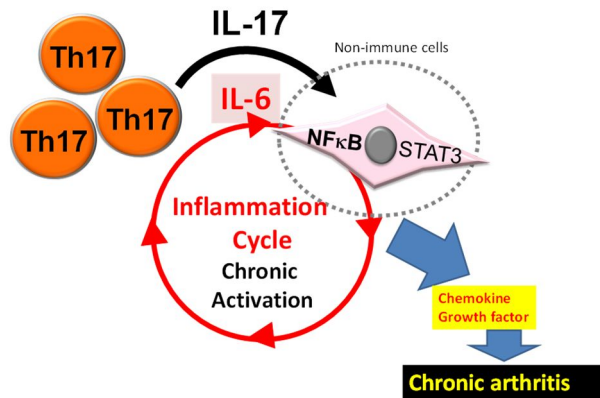 IL-17
Non-immune cells
Th17
Th17
Th17
IL-6
NFκB
STAT3
Inflammation
Cycle
Chronic
Activation
Chemokine
Growth factor
Chronic arthritis